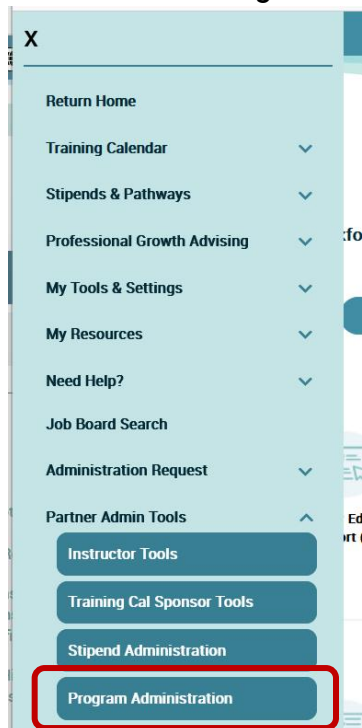 X
Return Home
Training Calendar
Stipends & Pathways
Professional Growth Advising
My Tools & Settings
My Resources
Need Help?
Job Board Search
Administration Request
Partner Admin Tools
Instructor Tools
Training Cal Sponsor Tools
Stipend Administration
Program Administration